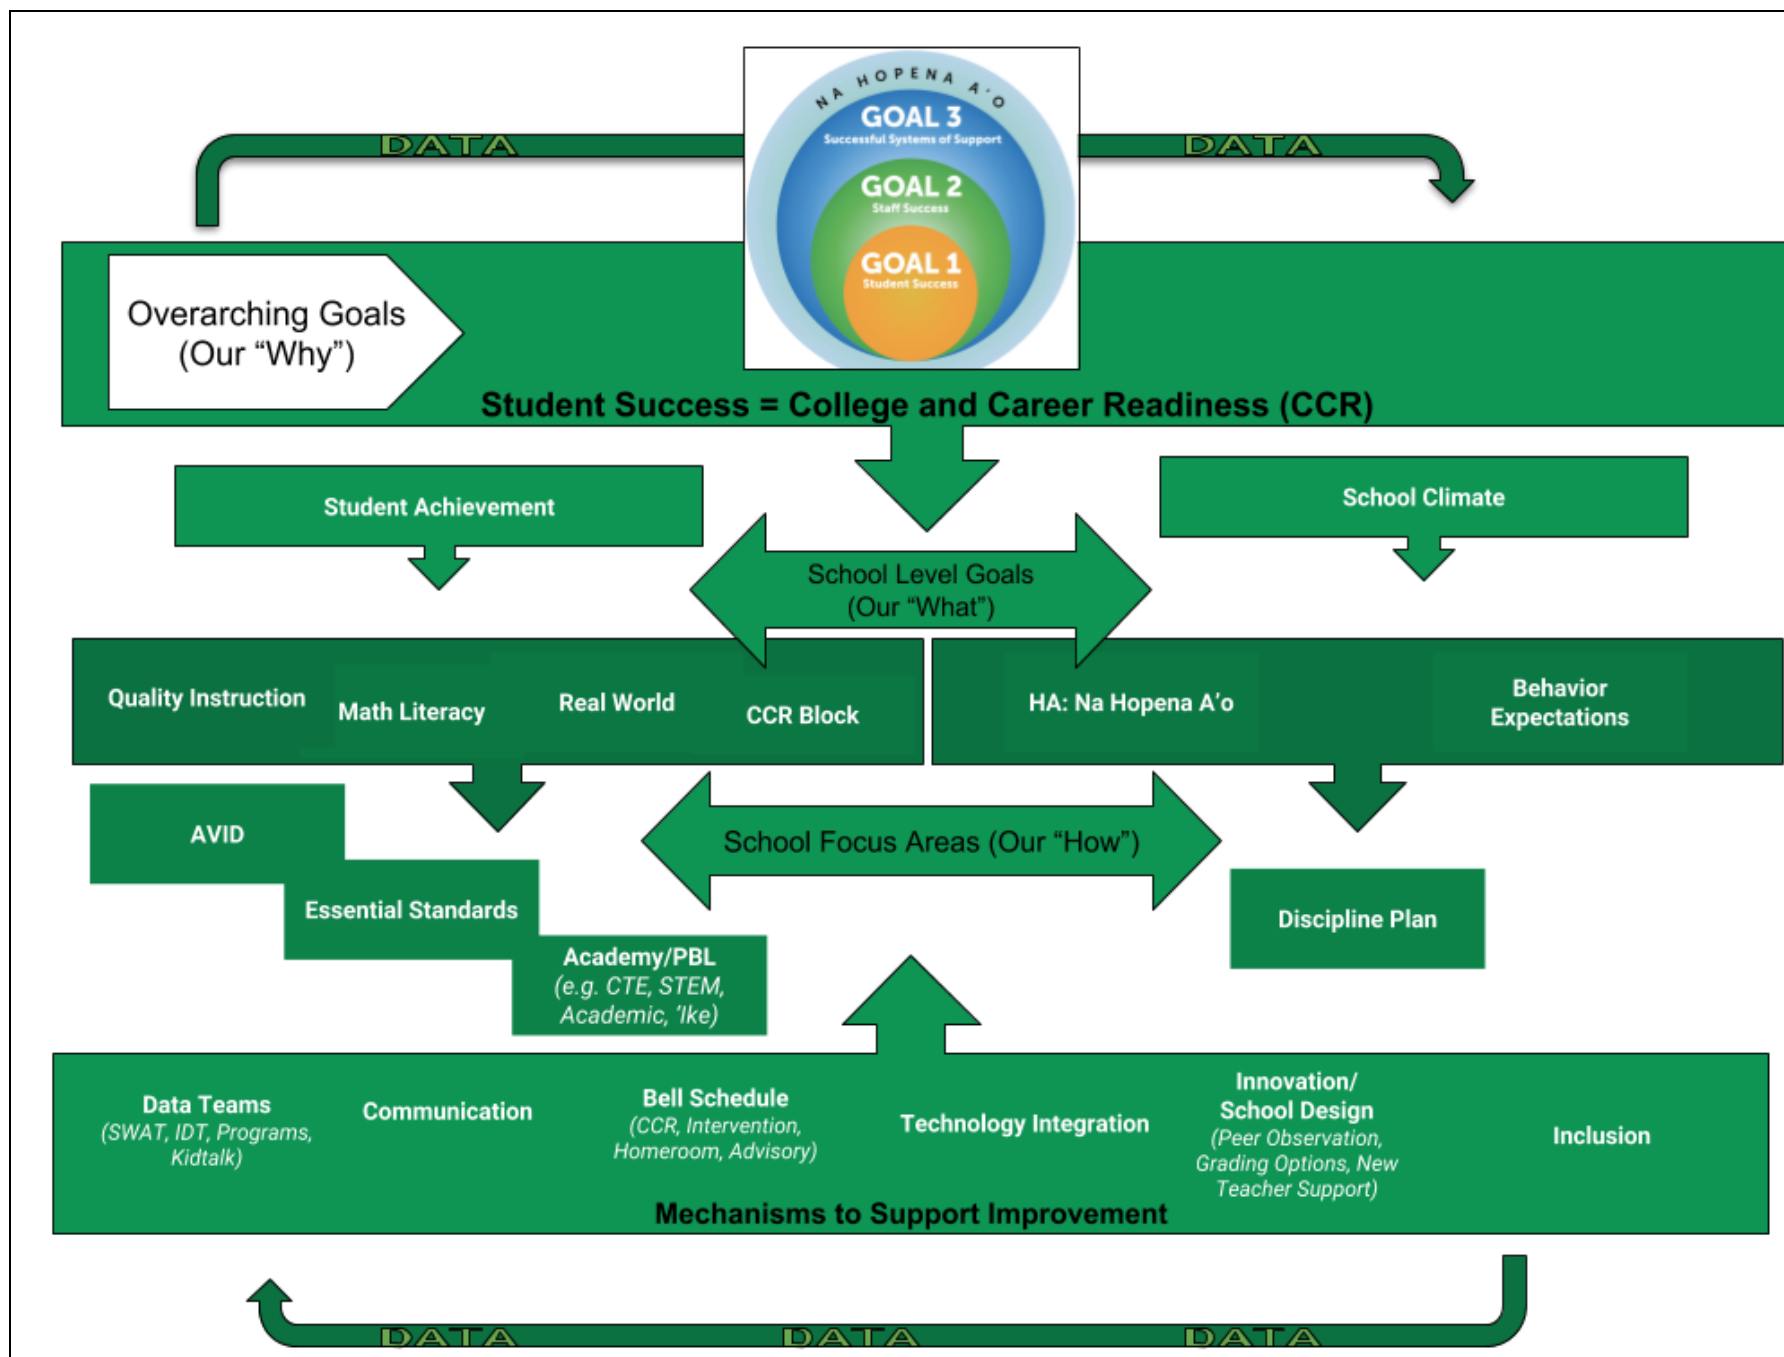 NA HOPENA A'O
GOAL 3
Successful Systems of Support
GOAL 2
Staff Success
GOAL 1
Student Success
DATA
DATA
Overarching Goals
(Our “Why”)
Student Success = College and Career Readiness (CCR)
Student Achievement
School Climate
School Level Goals
(Our “What”)
Quality Instruction
Math Literacy
Real World
CCR Block
HA: Na Hopena A’o
Behavior
Expectations
School Focus Areas (Our “How”)
AVID
Essential Standards
Academy/PBL
(e.g. CTE, STEM,
Academic, ‘Ike)
Discipline Plan
Data Teams
(SWAT, IDT, Programs,
Kidtalk)
Communication
Bell Schedule
(CCR, Intervention,
Homeroom, Advisory)
Technology Integration
Innovation/
School Design
(Peer Observation,
Grading Options, New
Teacher Support)
Inclusion
Mechanisms to Support Improvement
DATA
DATA
DATA